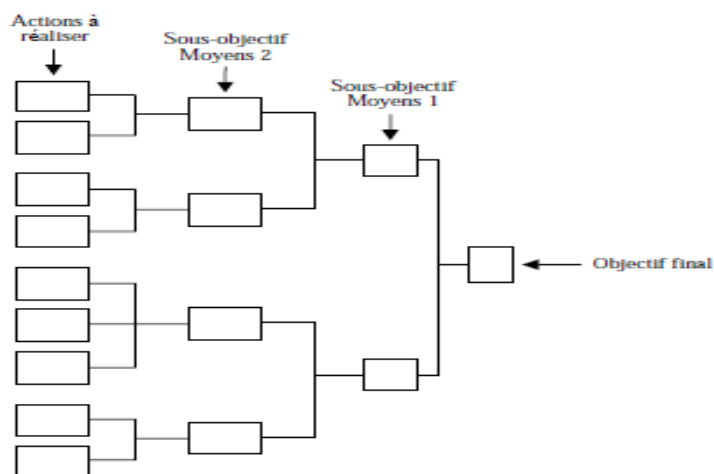 Actions à
réaliser
Sous-objectif
Moyens 2
Sous-objectif
Moyens 1
Objectif final